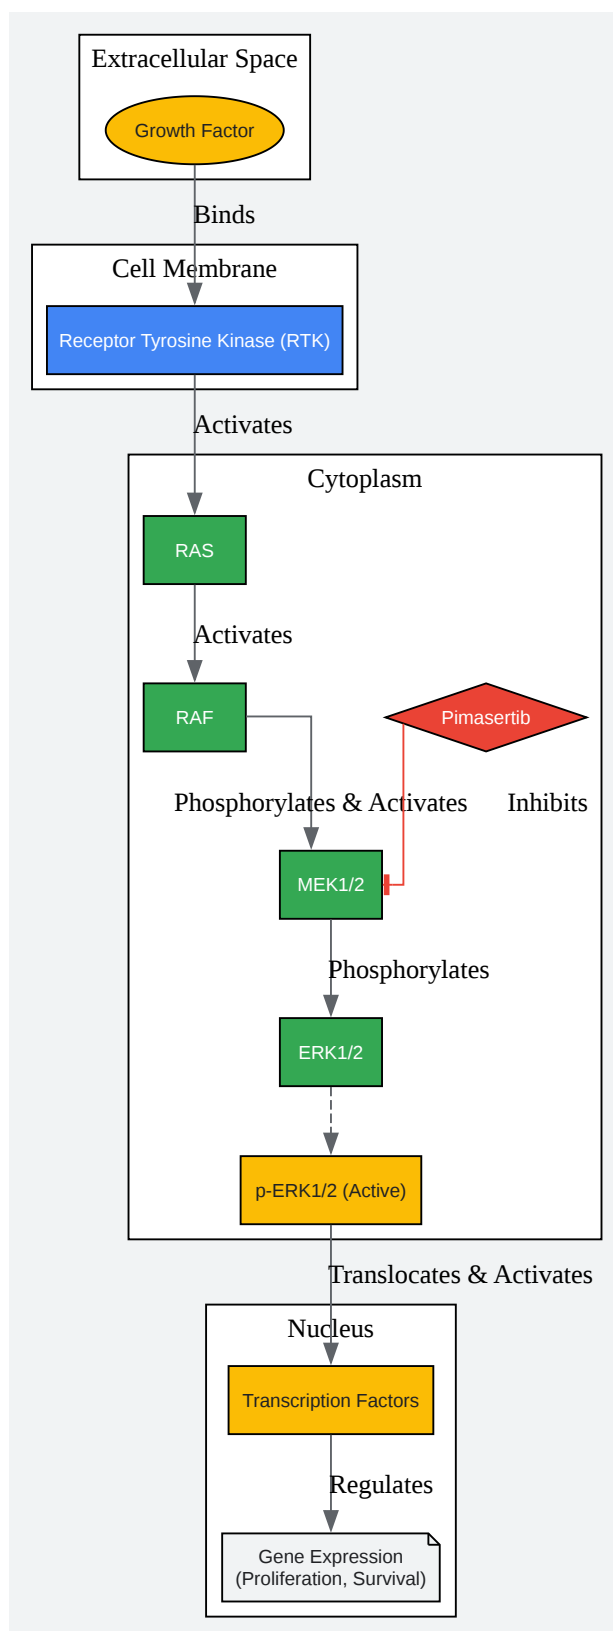 Extracellular Space
Growth Factor
Binds
Cell Membrane
Receptor Tyrosine Kinase (RTK)
Activates
Cytoplasm
RAS
Activates
RAF
Pimasertib
Phosphorylates & Activates
Inhibits
MEK1/2
Phosphorylates
ERK1/2
p-ERK1/2 (Active)
Translocates & Activates
Nucleus
Transcription Factors
Regulates
Gene Expression
(Proliferation, Survival)